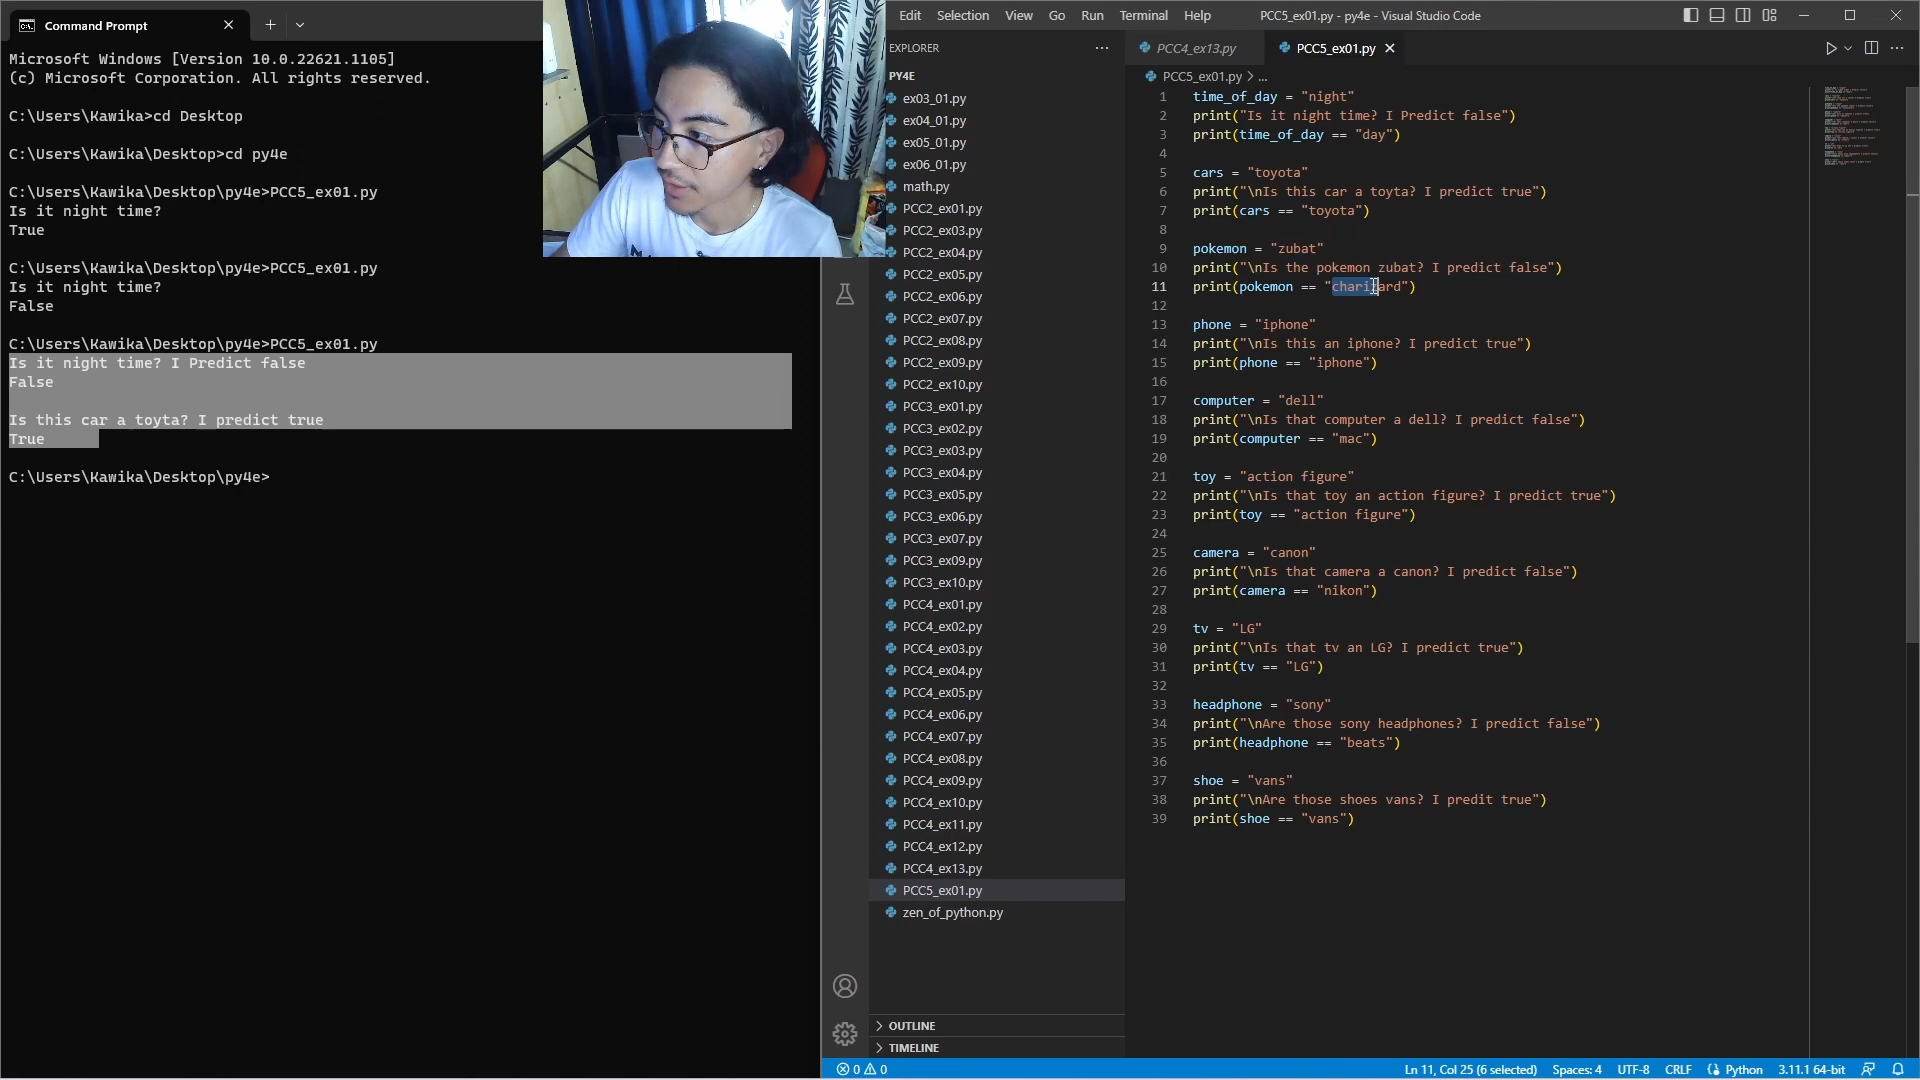 Command Prompt
Microsoft Windows [Version 10.0.22621.1105]
(c) Microsoft Corporation. All rights reserved.
C:\Users\Kawika>cd Desktop
C:\Users\Kawika\Desktop>cd py4e
C:\Users\Kawika\Desktop\py4e>PCC5_ex01.py
Is it night time?
True
C:\Users\Kawika\Desktop\py4e>PCC5_ex01.py
Is it night time?
False
C:\Users\Kawika\Desktop\py4e>PCC5_ex01.py
Is it night time? I Predict false
False
Is this car a toyta? I predict true
True
C:\Users\Kawika\Desktop\py4e>
Edit Selection View Go Run Terminal Help
PCC5_ex01.py - py4e - Visual Studio Code
EXPLORER
PY4E
ex03_01.py
ex04_01.py
ex05_01.py
ex06_01.py
math.py
PCC2_ex01.py
PCC2_ex03.py
PCC2_ex04.py
PCC2_ex05.py
PCC2_ex06.py
PCC2_ex07.py
PCC2_ex08.py
PCC2_ex09.py
PCC2_ex10.py
PCC3_ex01.py
PCC3_ex02.py
PCC3_ex03.py
PCC3_ex04.py
PCC3_ex05.py
PCC3_ex06.py
PCC3_ex07.py
PCC3_ex09.py
PCC3_ex10.py
PCC4_ex01.py
PCC4_ex02.py
PCC4_ex03.py
PCC4_ex04.py
PCC4_ex05.py
PCC4_ex06.py
PCC4_ex07.py
PCC4_ex08.py
PCC4_ex09.py
PCC4_ex10.py
PCC4_ex11.py
PCC4_ex12.py
PCC4_ex13.py
PCC5_ex01.py
zen_of_python.py
OUTLINE
TIMELINE
PCC4_ex13.py
PCC5_ex01.py
PCC5_ex01.py > ...
1 time_of_day = "night"
2 print("Is it night time? I Predict false")
3 print(time_of_day == "day")
4
5 cars = "toyota"
6 print("\nIs this car a toyta? I predict true")
7 print(cars == "toyota")
8
9 pokemon = "zubat"
10 print("\nIs the pokemon zubat? I predict false")
11 print(pokemon == "charizard")
12
13 phone = "iphone"
14 print("\nIs this an iphone? I predict true")
15 print(phone == "iphone")
16
17 computer = "dell"
18 print("\nIs that computer a dell? I predict false")
19 print(computer == "mac")
20
21 toy = "action figure"
22 print("\nIs that toy an action figure? I predict true")
23 print(toy == "action figure")
24
25 camera = "canon"
26 print("\nIs that camera a canon? I predict false")
27 print(camera == "nikon")
28
29 tv = "LG"
30 print("\nIs that tv an LG? I predict true")
31 print(tv == "LG")
32
33 headphone = "sony"
34 print("\nAre those sony headphones? I predict false")
35 print(headphone == "beats")
36
37 shoe = "vans"
38 print("\nAre those shoes vans? I predit true")
39 print(shoe == "vans")
0 0
Ln 11, Col 25 (6 selected) Spaces: 4 UTF-8 CRLF Python 3.11.1 64-bit